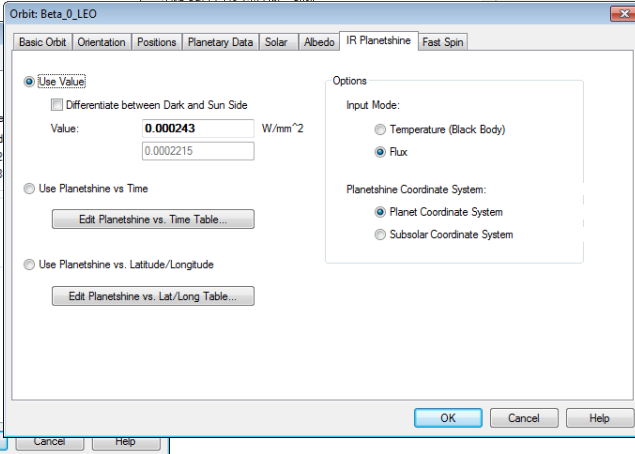 Orbit: Beta_0_LEO
Basic Orbit Orientation Positions Planetary Data Solar Albedo IR Planetshine Fast Spin
Use Value
Differentiate between Dark and Sun Side
Value: 0.000243 W/mm^2
0.0002215
Use Planetshine vs Time
Edit Planetshine vs. Time Table...
Use Planetshine vs. Latitude/Longitude
Edit Planetshine vs. Lat/Long Table...
Options
Input Mode:
Temperature (Black Body)
Flux
Planetshine Coordinate System:
Planet Coordinate System
Subsolar Coordinate System
OK Cancel Help
Cancel Help